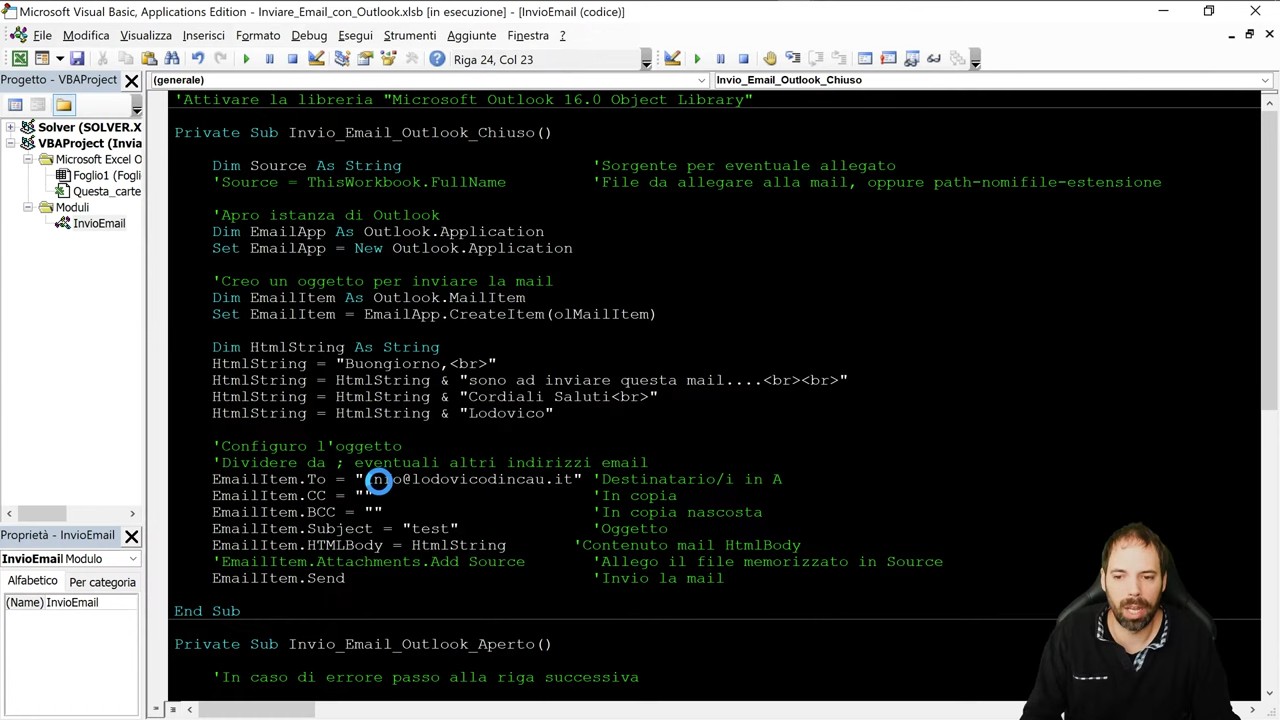 Microsoft Visual Basic, Applications Edition - Inviare_Email_con_Outlook.xlsb [in esecuzione] - [InvioEmail (codice)]
File Modifica Visualizza Inserisci Formato Debug Esegui Strumenti Aggiunte Finestra ?
Riga 24, Col 23
Progetto - VBAProject
(generale)
Invio_Email_Outlook_Chiuso
Solver (SOLVER.X
VBAProject (Invia
Microsoft Excel O
Foglio1 (Fogli
Questa_carte
Moduli
InvioEmail
Proprietà - InvioEmail
InvioEmail Modulo
Alfabetico Per categoria
(Name) InvioEmail
'Attivare la libreria "Microsoft Outlook 16.0 Object Library"
Private Sub Invio_Email_Outlook_Chiuso()
Dim Source As String 'Sorgente per eventuale allegato
'Source = ThisWorkbook.FullName 'File da allegare alla mail, oppure path-nomifile-estensione
'Apro istanza di Outlook
Dim EmailApp As Outlook.Application
Set EmailApp = New Outlook.Application
'Creo un oggetto per inviare la mail
Dim EmailItem As Outlook.MailItem
Set EmailItem = EmailApp.CreateItem(olMailItem)
Dim HtmlString As String
HtmlString = "Buongiorno,<br>"
HtmlString = HtmlString & "sono ad inviare questa mail....<br><br>"
HtmlString = HtmlString & "Cordiali Saluti<br>"
HtmlString = HtmlString & "Lodovico"
'Configuro l'oggetto
'Dividere da ; eventuali altri indirizzi email
EmailItem.To = "info@lodovicodincau.it" 'Destinatario/i in A
EmailItem.CC = "" 'In copia
EmailItem.BCC = "" 'In copia nascosta
EmailItem.Subject = "test" 'Oggetto
EmailItem.HTMLBody = HtmlString 'Contenuto mail HtmlBody
'EmailItem.Attachments.Add Source 'Allego il file memorizzato in Source
EmailItem.Send 'Invio la mail
End Sub
Private Sub Invio_Email_Outlook_Aperto()
'In caso di errore passo alla riga successiva